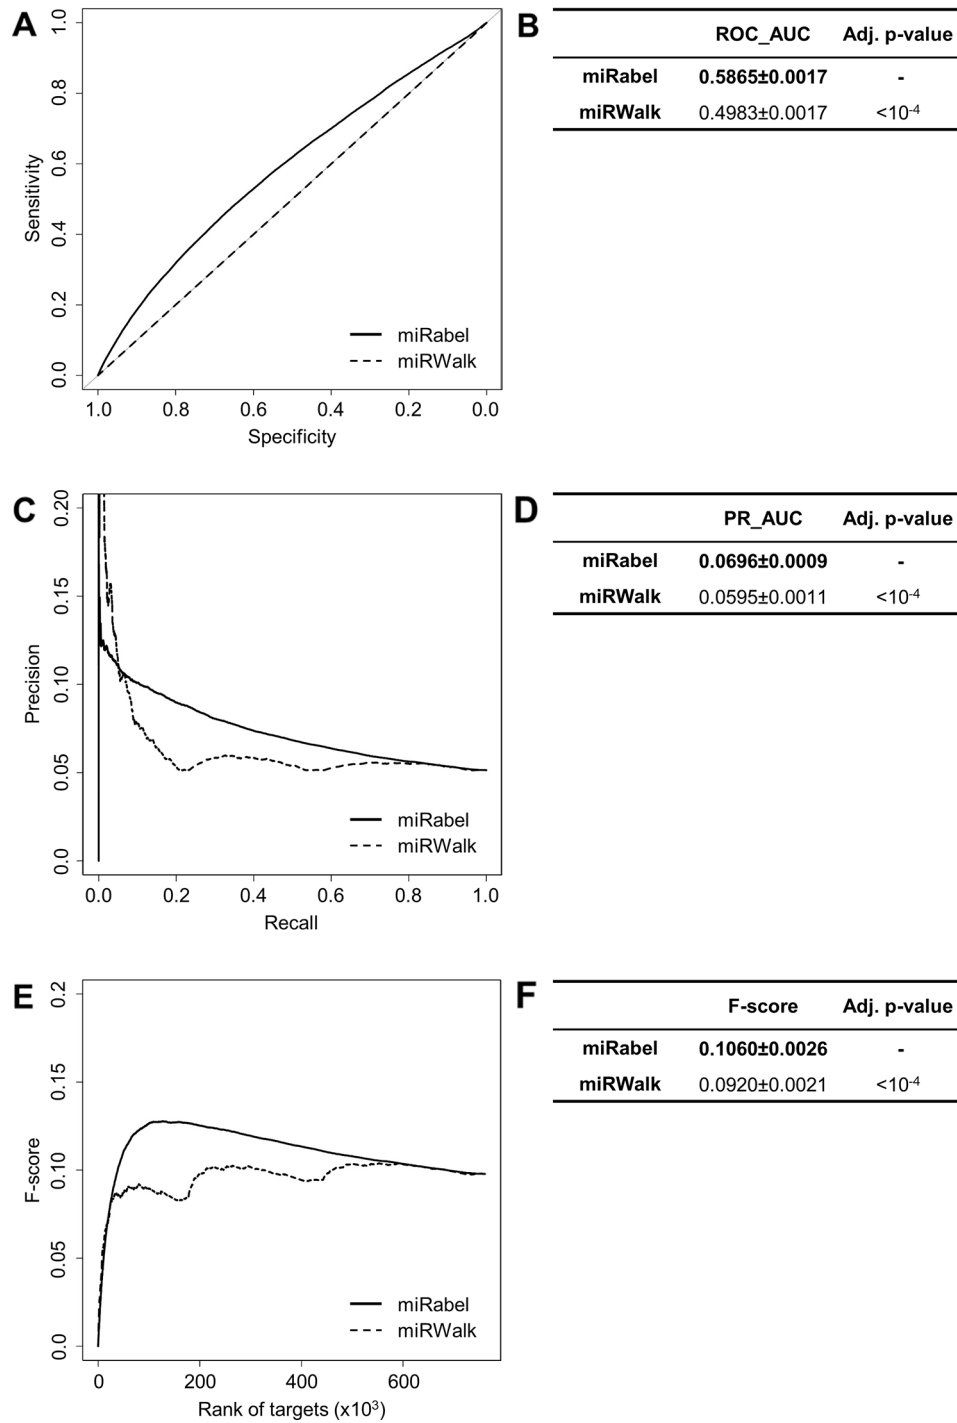 A
1.0
0.8
0.6
0.4
0.2
0.0
Sensitivity
miRabel
miRWalk
1.0 0.8 0.6 0.4 0.2 0.0
Specificity
B
ROC_AUC Adj. p-value
miRabel 0.5865±0.0017 -
miRWalk 0.4983±0.0017 <10-4
C
0.20
0.15
0.10
0.05
0.0
Precision
miRabel
miRWalk
0.0 0.2 0.4 0.6 0.8 1.0
Recall
D
PR_AUC Adj. p-value
miRabel 0.0696±0.0009 -
miRWalk 0.0595±0.0011 <10-4
E
0.2
0.15
0.10
0.05
0.0
F-score
miRabel
miRWalk
0 200 400 600
Rank of targets (x10³)
F
F-score Adj. p-value
miRabel 0.1060±0.0026 -
miRWalk 0.0920±0.0021 <10-4